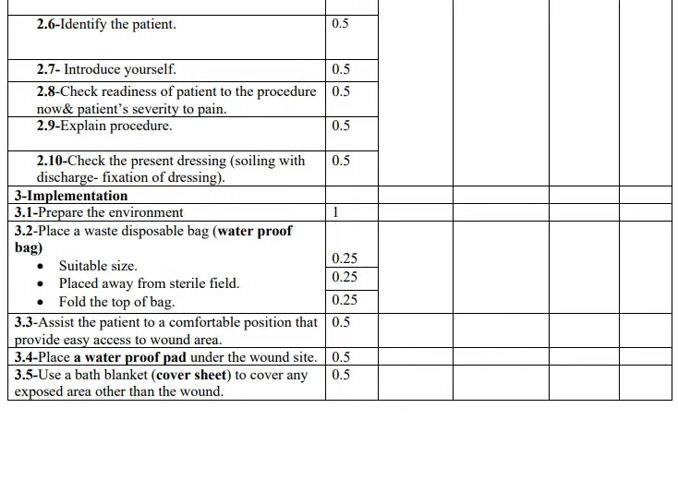 2.6-Identify the patient. 0.5
2.7- Introduce yourself. 0.5
2.8-Check readiness of patient to the procedure 0.5
now& patient's severity to pain.
2.9-Explain procedure. 0.5
2.10-Check the present dressing (soiling with 0.5
discharge- fixation of dressing).
3-Implementation
3.1-Prepare the environment 1
3.2-Place a waste disposable bag (water proof
bag)
• Suitable size. 0.25
• Placed away from sterile field. 0.25
• Fold the top of bag. 0.25
3.3-Assist the patient to a comfortable position that 0.5
provide easy access to wound area.
3.4-Place a water proof pad under the wound site. 0.5
3.5-Use a bath blanket (cover sheet) to cover any 0.5
exposed area other than the wound.